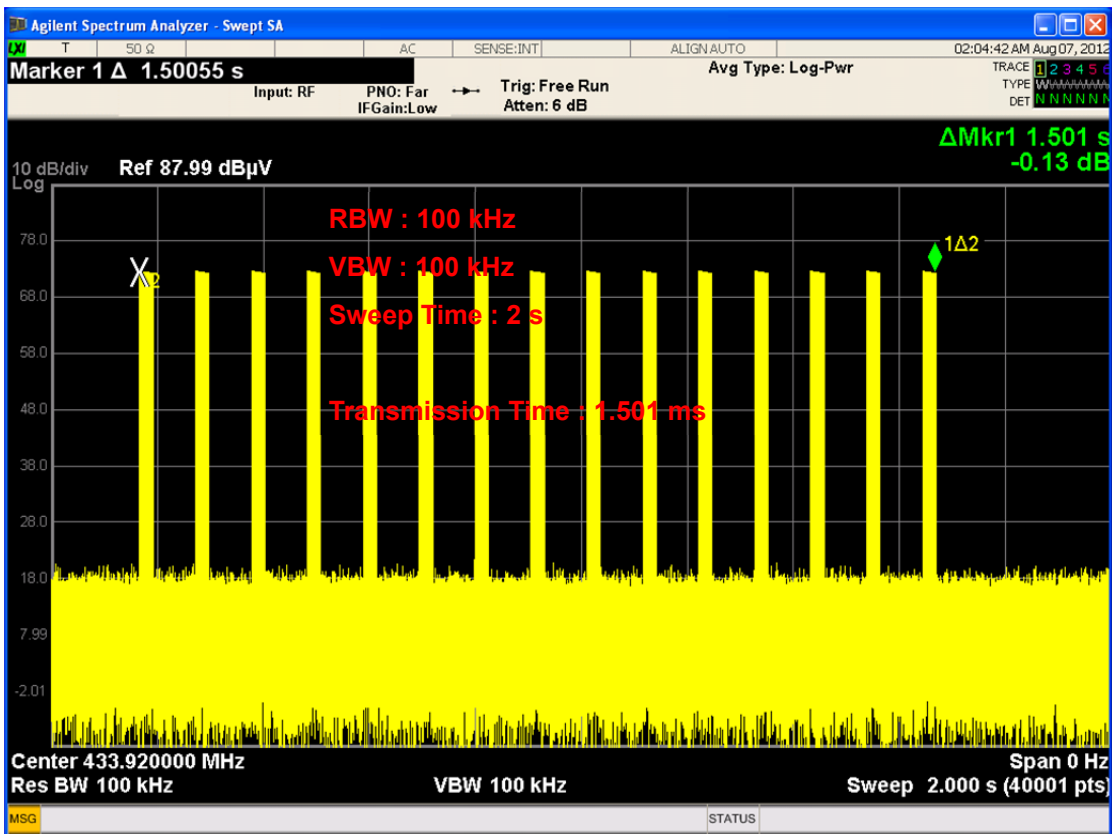 Agilent Spectrum Analyzer - Swept SA
LXI T 50 Ω AC SENSE:INT ALIGN AUTO 02:04:42 AM Aug 07, 2012
Marker 1 Δ 1.50055 s
Avg Type: Log-Pwr
TRACE 1 2 3 4 5 6
Input: RF PNO: Far Trig: Free Run
TYPE W
IFGain:Low Atten: 6 dB
DET N N N N N N
ΔMkr1 1.501 s
10 dB/div Ref 87.99 dBµV -0.13 dB
Log
RBW : 100 kHz
78.0
1Δ2
VBW : 100 kHz
X2
68.0
Sweep Time : 2 s
58.0
48.0
Transmission Time : 1.501 ms
38.0
28.0
18.0
7.99
-2.01
Center 433.920000 MHz Span 0 Hz
Res BW 100 kHz VBW 100 kHz Sweep 2.000 s (40001 pts)
MSG STATUS